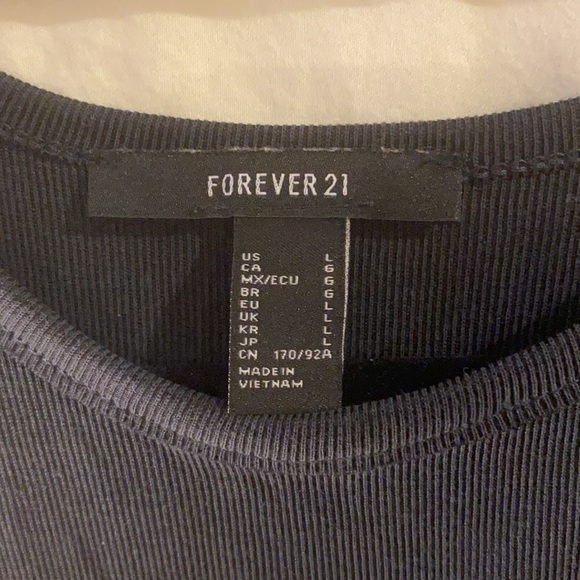 FOREVER 21
US L
CA G
MX/ECU G
BR G
EU L
UK L
KR L
JP L
CN 170/92A
MADE IN
VIETNAM